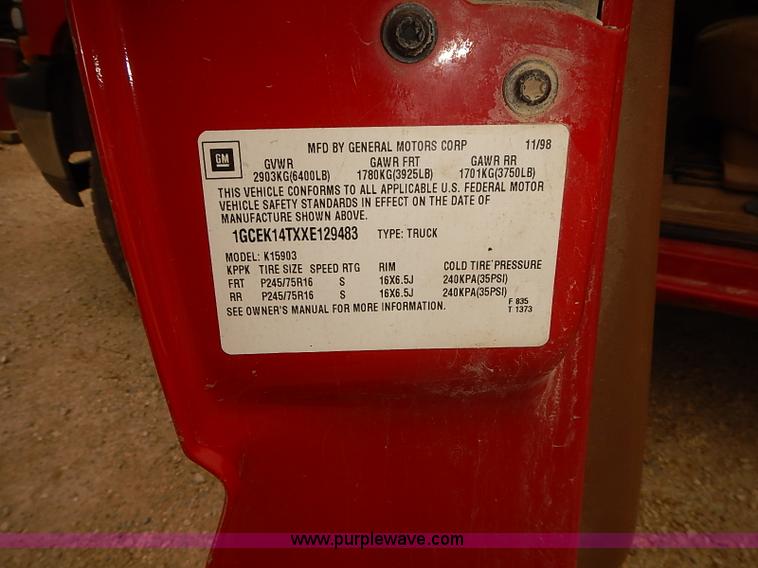 GM
MFD BY GENERAL MOTORS CORP 11/98
GVWR GAWR FRT GAWR RR
2903KG(6400LB) 1780KG(3925LB) 1701KG(3750LB)
THIS VEHICLE CONFORMS TO ALL APPLICABLE U.S. FEDERAL MOTOR
VEHICLE SAFETY STANDARDS IN EFFECT ON THE DATE OF
MANUFACTURE SHOWN ABOVE.
1GCEK14TXXE129483 TYPE: TRUCK
MODEL: K15903
KPPK TIRE SIZE SPEED RTG RIM COLD TIRE PRESSURE
FRT P245/75R16 S 16X6.5J 240KPA(35PSI)
RR P245/75R16 S 16X6.5J 240KPA(35PSI)
SEE OWNER'S MANUAL FOR MORE INFORMATION.
F 835
T 1373
www.purplewave.com